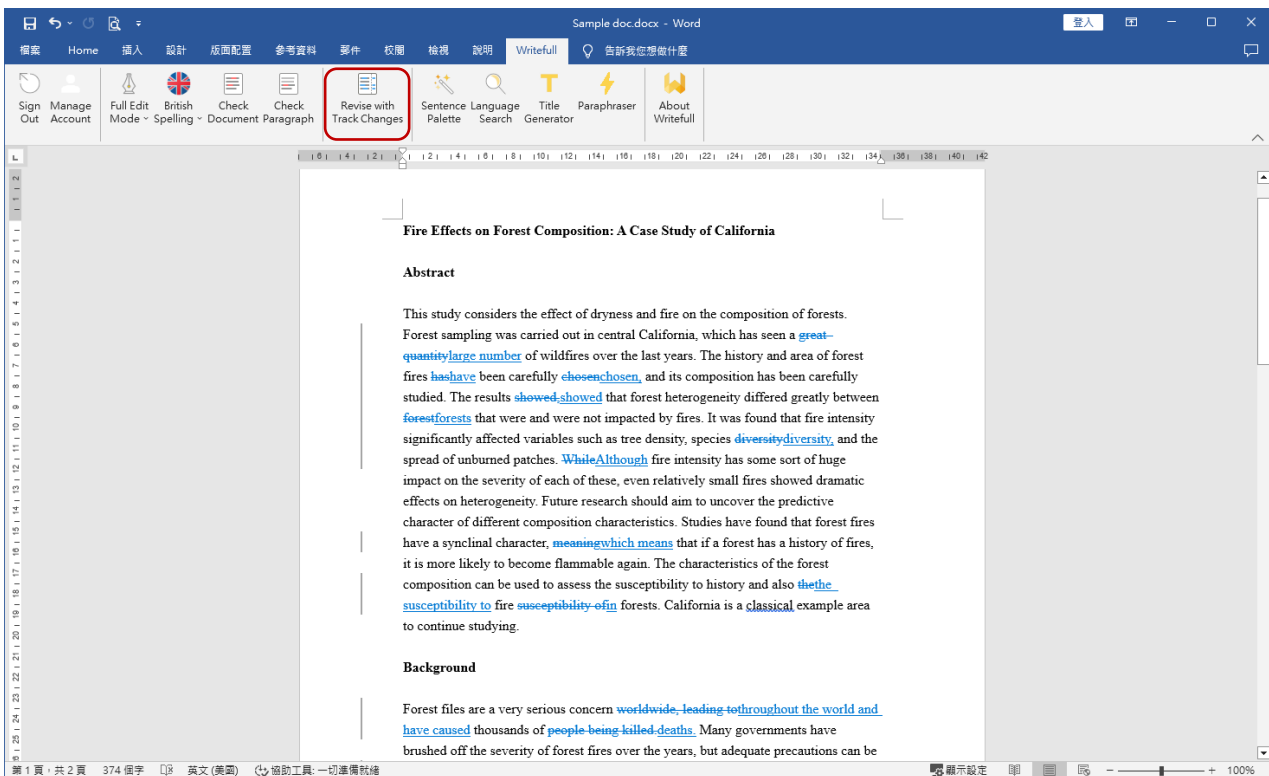 Sample doc.docx - Word
登入
檔案 Home 插入 設計 版面配置 參考資料 郵件 校閱 檢視 說明 Writefull 告訴我您想做什麼
Sign Out
Manage Account
Full Edit Mode
British Spelling
Check Document
Check Paragraph
Revise with Track Changes
Sentence Palette
Language Search
Title Generator
Paraphraser
About Writefull
Fire Effects on Forest Composition: A Case Study of California
Abstract
This study considers the effect of dryness and fire on the composition of forests.
Forest sampling was carried out in central California, which has seen a great
quantitylarge number of wildfires over the last years. The history and area of forest
fires hashave been carefully chosenchosen, and its composition has been carefully
studied. The results showed,showed that forest heterogeneity differed greatly between
forestforests that were and were not impacted by fires. It was found that fire intensity
significantly affected variables such as tree density, species diversitydiversity, and the
spread of unburned patches. WhileAlthough fire intensity has some sort of huge
impact on the severity of each of these, even relatively small fires showed dramatic
effects on heterogeneity. Future research should aim to uncover the predictive
character of different composition characteristics. Studies have found that forest fires
have a synclinal character, meaningwhich means that if a forest has a history of fires,
it is more likely to become flammable again. The characteristics of the forest
composition can be used to assess the susceptibility to history and also thethe
susceptibility to fire susceptibility ofin forests. California is a classical example area
to continue studying.
Background
Forest files are a very serious concern worldwide, leading tothroughout the world and
have caused thousands of people being killed.deaths. Many governments have
brushed off the severity of forest fires over the years, but adequate precautions can be
第 1 頁，共 2 頁 374 個字 英文 (美國) 協助工具: 一切準備就緒 顯示設定 100%